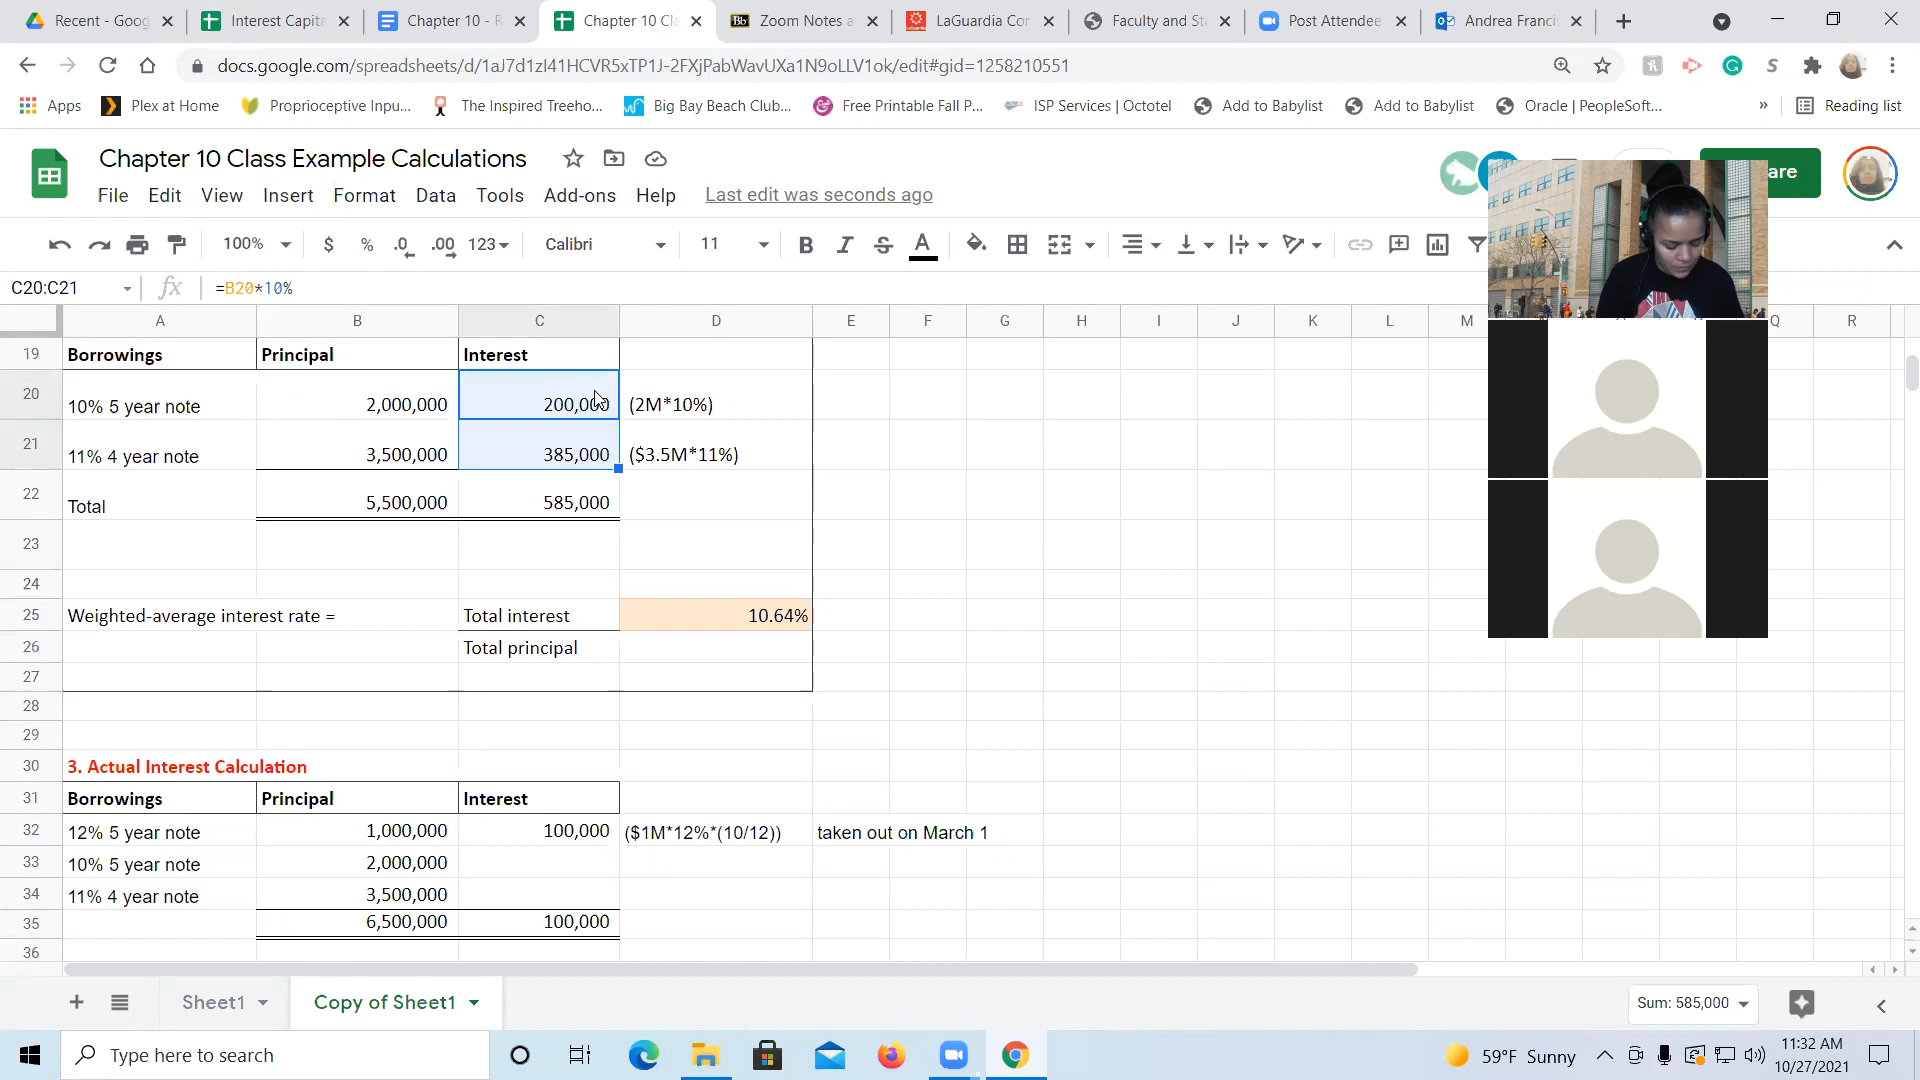 Recent - Goog
Interest Capita
Chapter 10 - R
Chapter 10 Cla
Zoom Notes a
LaGuardia Cor
Faculty and St
Post Attendee
Andrea Francis
docs.google.com/spreadsheets/d/1aJ7d1zI41HCVR5xTP1J-2FXjPabWavUXa1N9oLLV1ok/edit#gid=1258210551
Apps
Plex at Home
Proprioceptive Inpu...
The Inspired Treeho...
Big Bay Beach Club...
Free Printable Fall P...
ISP Services | Octotel
Add to Babylist
Add to Babylist
Oracle | PeopleSoft...
»
Reading list
Chapter 10 Class Example Calculations
File Edit View Insert Format Data Tools Add-ons Help Last edit was seconds ago
are
100% $ % .0 .00 123 Calibri 11 B I S A
C20:C21 fx =B20*10%
A B C D E F G H I J K L M Q R
19 Borrowings Principal Interest
20 10% 5 year note 2,000,000 200,000 (2M*10%)
21 11% 4 year note 3,500,000 385,000 ($3.5M*11%)
22 Total 5,500,000 585,000
23
24
25 Weighted-average interest rate = Total interest 10.64%
26 Total principal
27
28
29
30 3. Actual Interest Calculation
31 Borrowings Principal Interest
32 12% 5 year note 1,000,000 100,000 ($1M*12%*(10/12)) taken out on March 1
33 10% 5 year note 2,000,000
34 11% 4 year note 3,500,000
35 6,500,000 100,000
36
Sheet1 Copy of Sheet1 Sum: 585,000
Type here to search
59°F Sunny
11:32 AM
10/27/2021